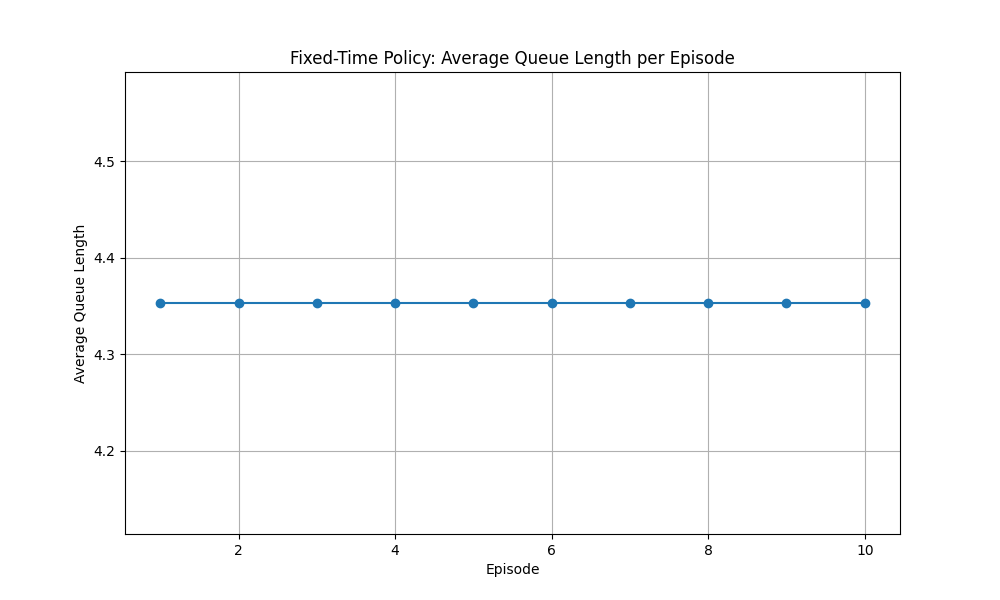 Fixed-Time Policy: Average Queue Length per Episode
Average Queue Length
4.5
4.4
4.3
4.2
2 4 6 8 10
Episode